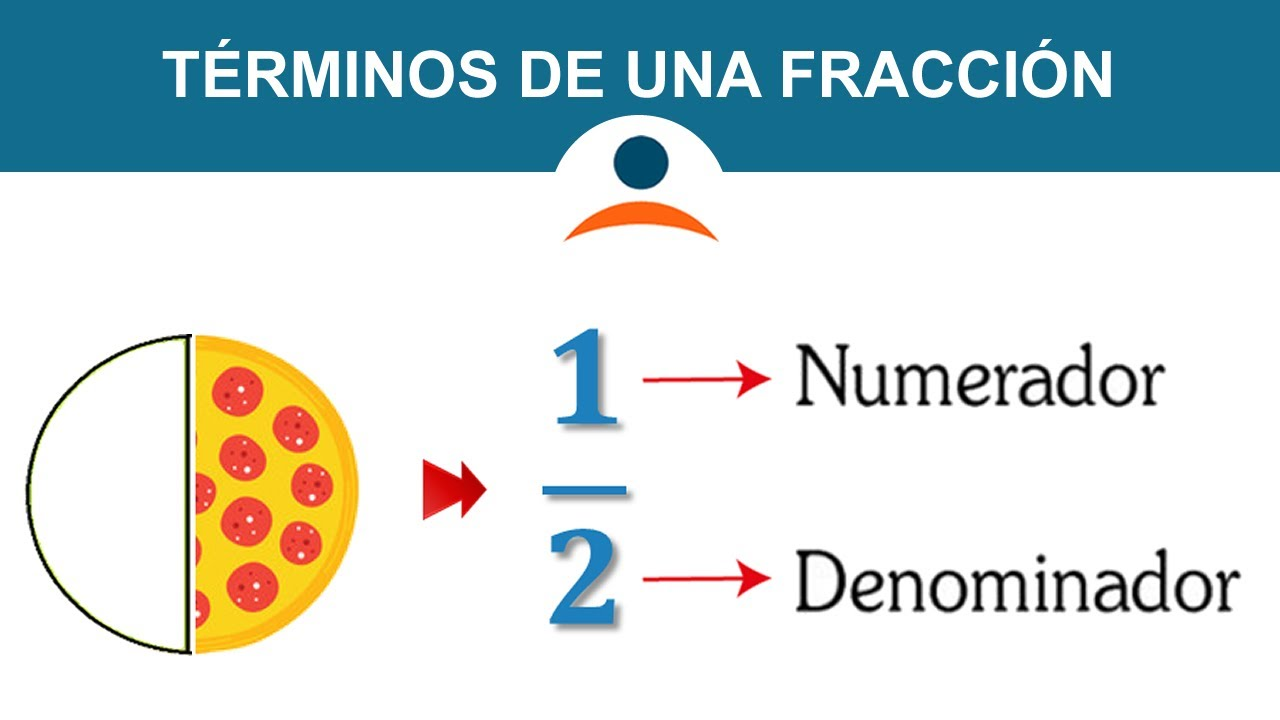 TÉRMINOS DE UNA FRACCIÓN
1
Numerador
2
Denominador